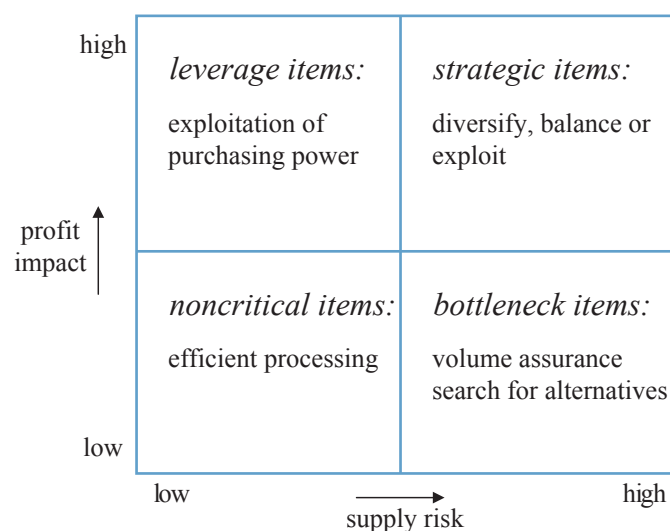 high
leverage items:
exploitation of
purchasing power
strategic items:
diversify, balance or
exploit
profit
impact
noncritical items:
efficient processing
bottleneck items:
volume assurance
search for alternatives
low
low
high
supply risk